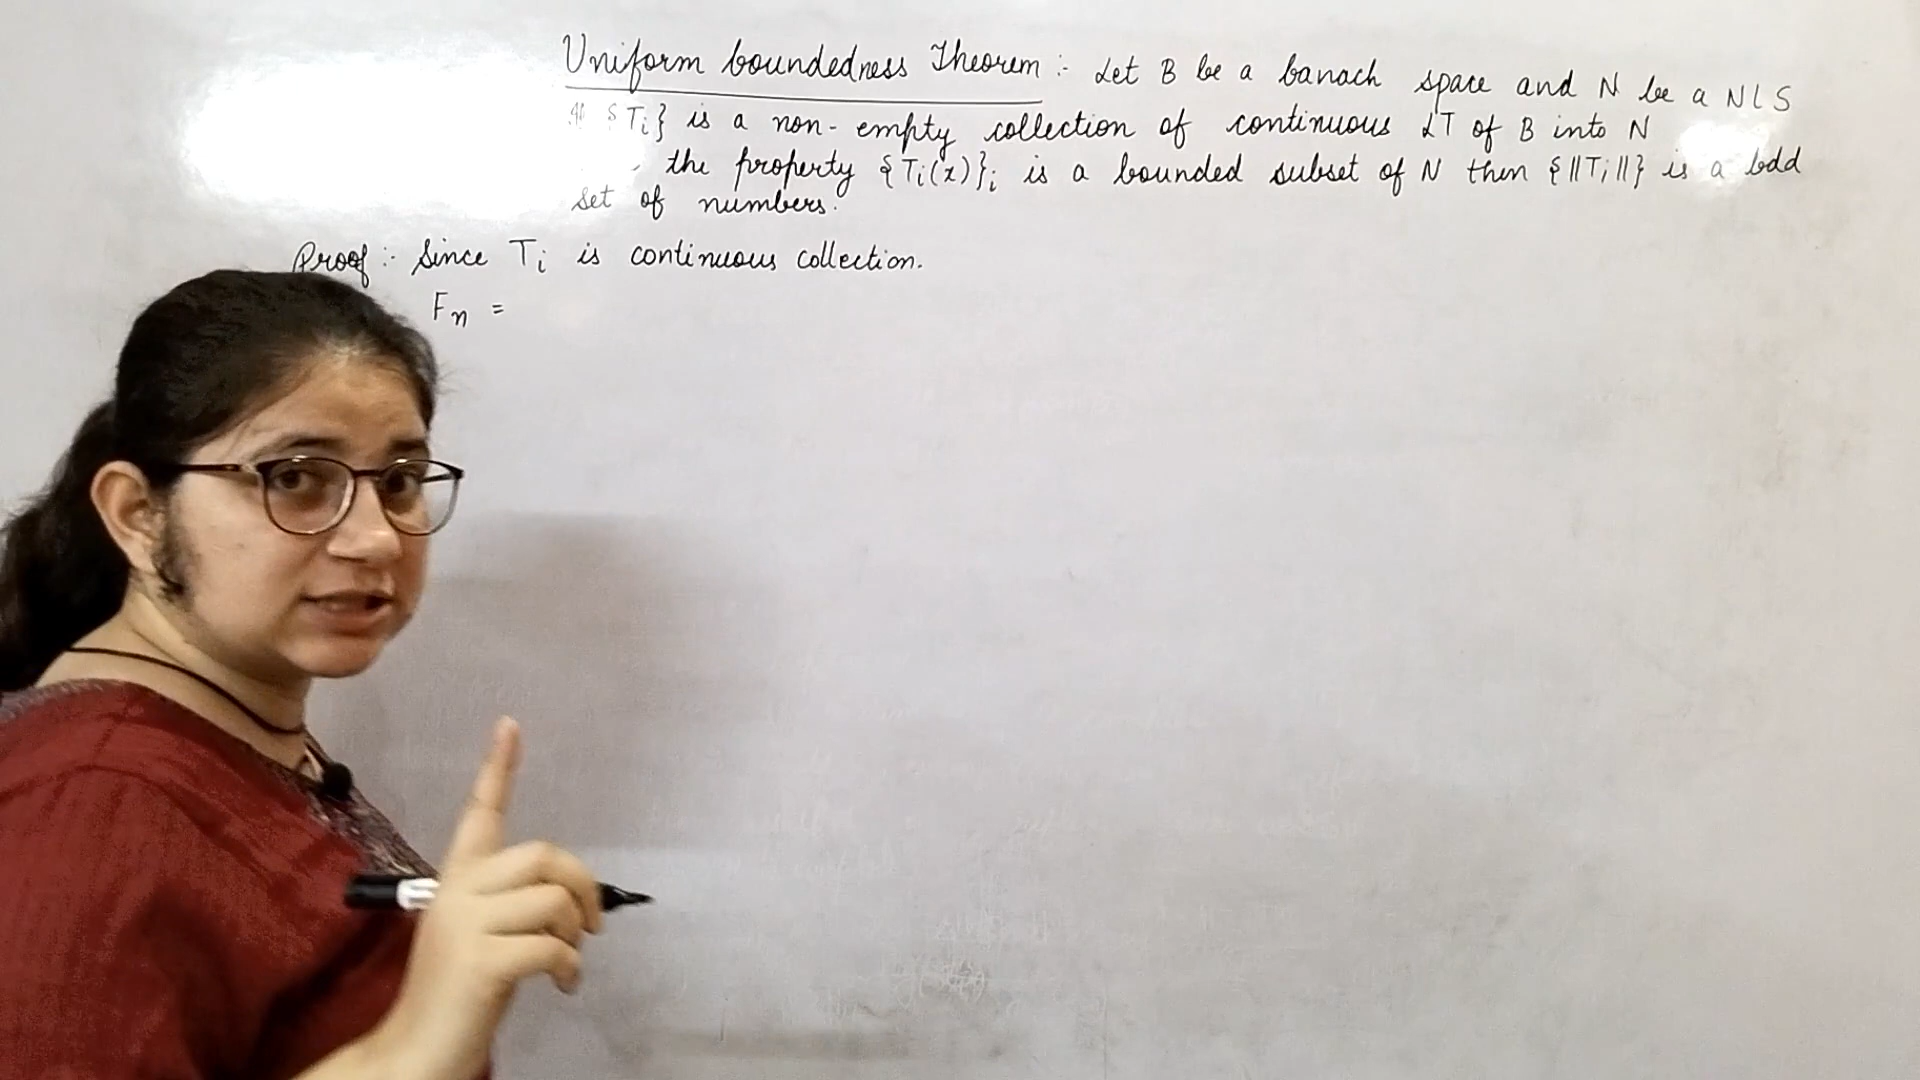 Uniform boundedness Theorem :- Let B be a banach space and N be a NLS
If {Ti} is a non-empty collection of continuous LT of B into N
the property {Ti(x)}i is a bounded subset of N then {||Ti||} is a bdd
set of numbers.
Proof :- Since Ti is continuous collection.
Fn =